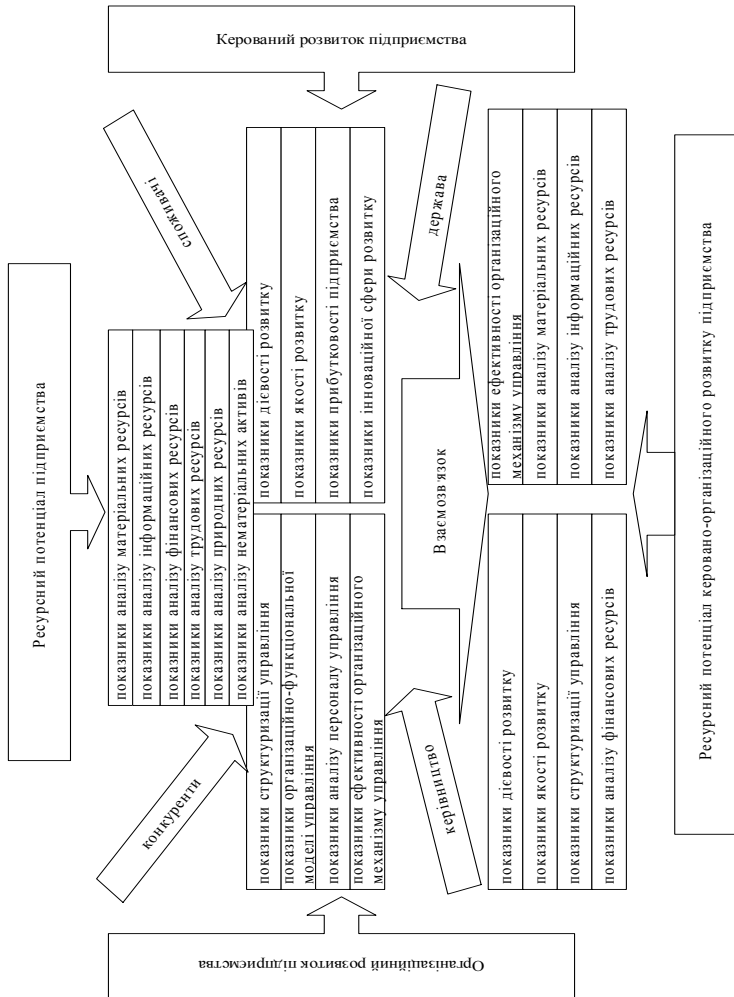 Керований розвиток підприємства
споживачі
держава
Ресурсний потенціал підприємства
показники аналізу матеріальних ресурсів
показники аналізу інформаційних ресурсів
показники аналізу фінансових ресурсів
показники аналізу трудових ресурсів
показники аналізу природних ресурсів
показники аналізу нематеріальних активів
показники дієвості розвитку
показники якості розвитку
показники прибутковості підприємства
показники інноваційної сфери розвитку
показники структуризації управління
показники організаційно-функціональної
моделі управління
показники аналізу персоналу управління
показники ефективності організаційного
механізму управління
Взаємозв'язок
показники ефективності організаційного
механізму управління
показники аналізу матеріальних ресурсів
показники аналізу інформаційних ресурсів
показники аналізу трудових ресурсів
показники дієвості розвитку
показники якості розвитку
показники структуризації управління
показники аналізу фінансових ресурсів
Ресурсний потенціал керовано-організаційного розвитку підприємства
конкуренти
керівництво
Організаційний розвиток підприємства